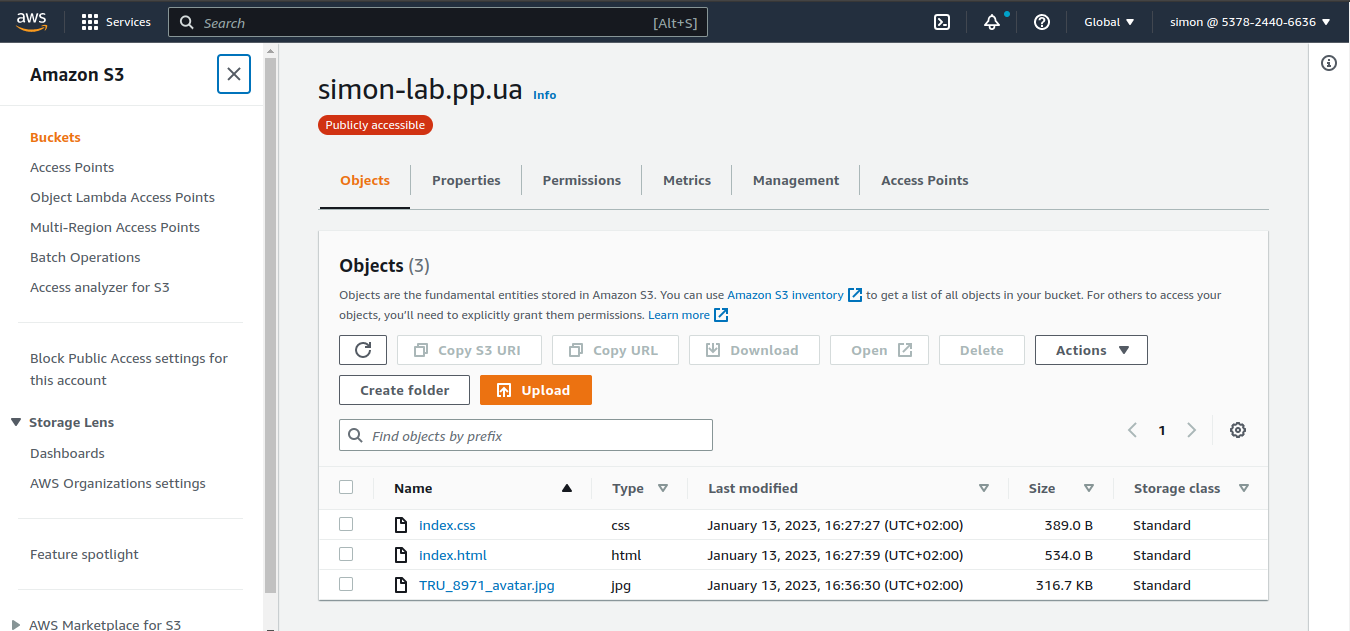 aws
Services
Search
[Alt+S]
Global
simon @ 5378-2440-6636
Amazon S3
Buckets
Access Points
Object Lambda Access Points
Multi-Region Access Points
Batch Operations
Access analyzer for S3
Block Public Access settings for
this account
Storage Lens
Dashboards
AWS Organizations settings
Feature spotlight
AWS Marketplace for S3
simon-lab.pp.ua Info
Publicly accessible
Objects
Properties
Permissions
Metrics
Management
Access Points
Objects (3)
Objects are the fundamental entities stored in Amazon S3. You can use Amazon S3 inventory to get a list of all objects in your bucket. For others to access your
objects, you'll need to explicitly grant them permissions. Learn more
Copy S3 URI
Copy URL
Download
Open
Delete
Actions
Create folder
Upload
Find objects by prefix
1
Name Type Last modified Size Storage class
index.css css January 13, 2023, 16:27:27 (UTC+02:00) 389.0 B Standard
index.html html January 13, 2023, 16:27:39 (UTC+02:00) 534.0 B Standard
TRU_8971_avatar.jpg jpg January 13, 2023, 16:36:30 (UTC+02:00) 316.7 KB Standard